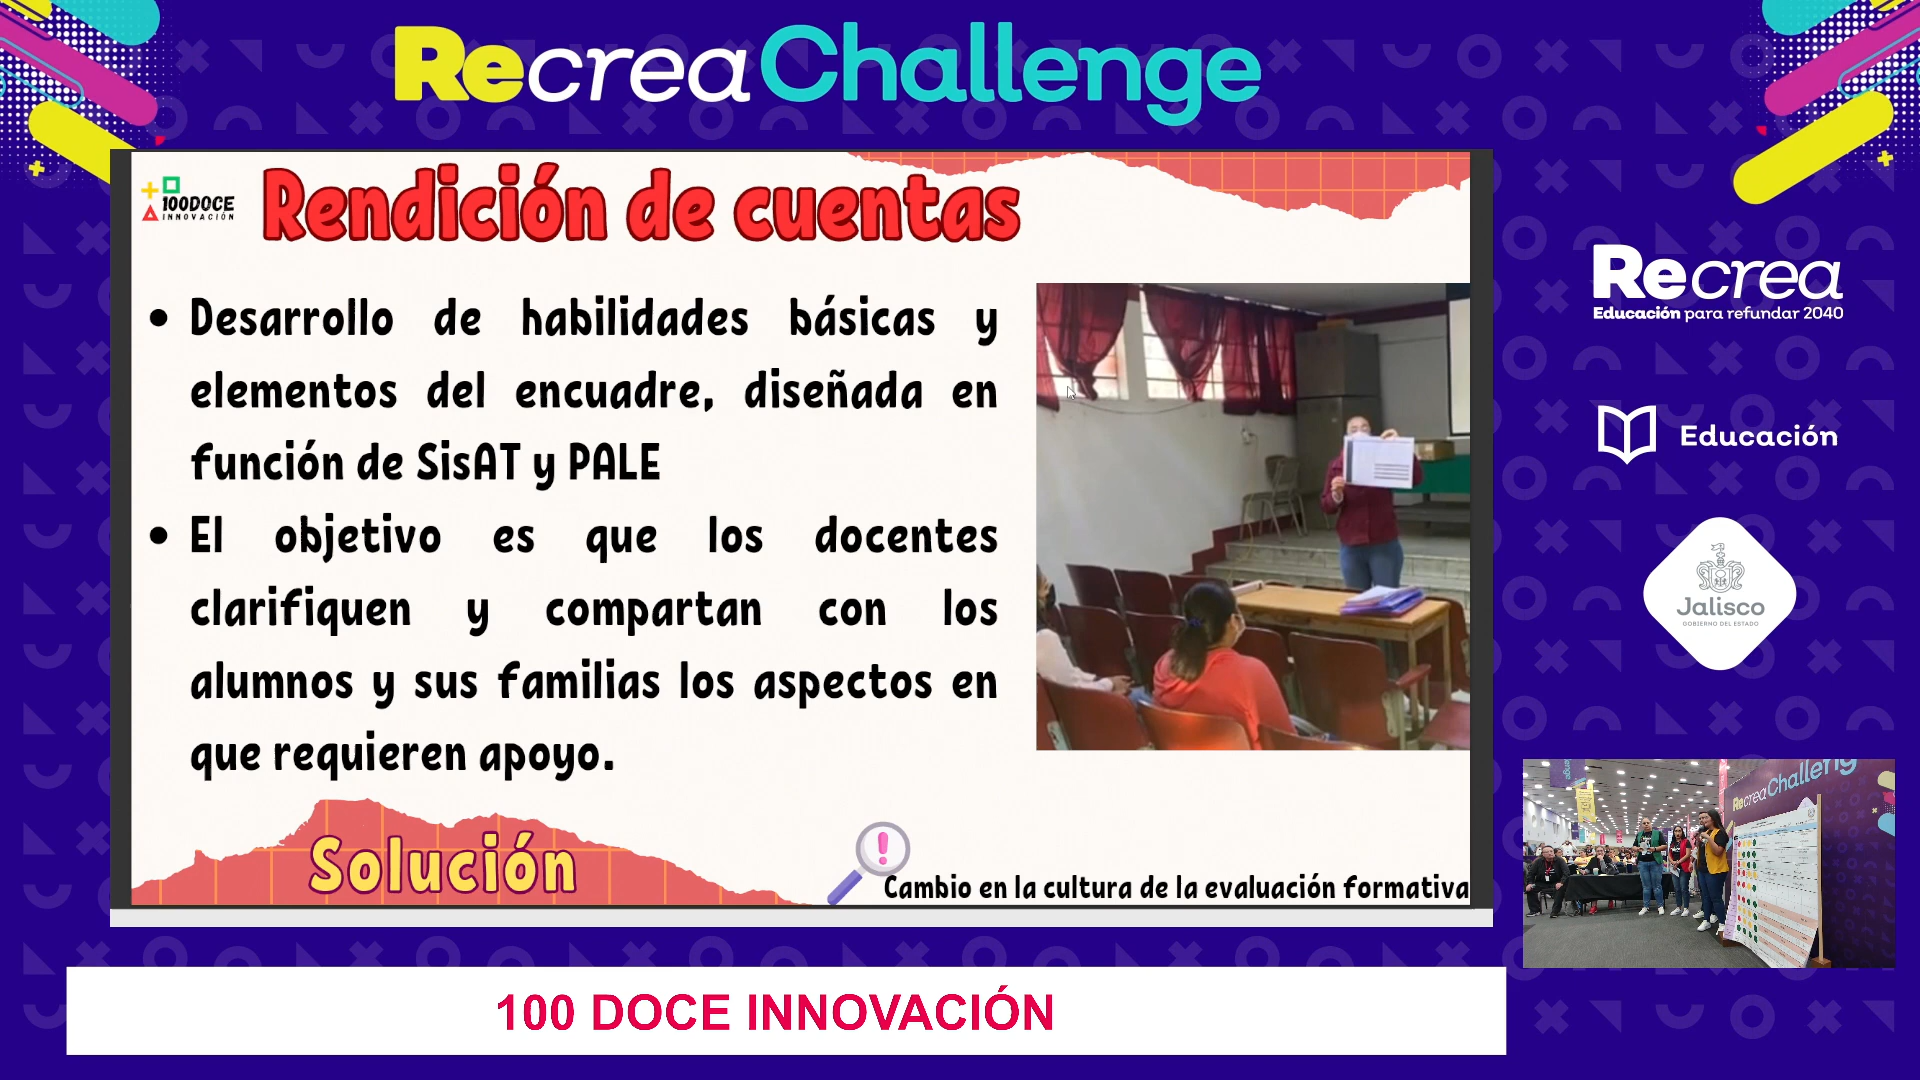 RecreaChallenge
100DOCE
INNOVACIÓN
Rendición de cuentas
• Desarrollo de habilidades básicas y
elementos del encuadre, diseñada en
función de SisAT y PALE
• El objetivo es que los docentes
clarifiquen y compartan con los
alumnos y sus familias los aspectos en
que requieren apoyo.
Solución
Cambio en la cultura de la evaluación formativa
Recrea
Educación para refundar 2040
Educación
Jalisco
GOBIERNO DEL ESTADO
RecreaChalleng
100 DOCE INNOVACIÓN